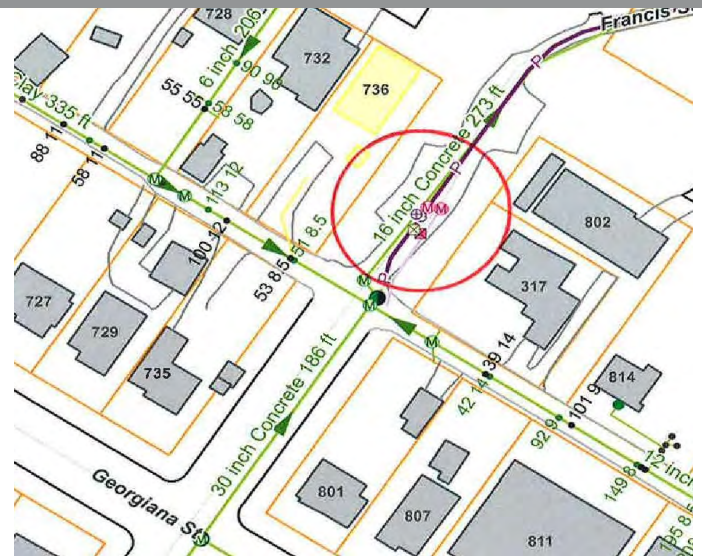 Francis S
728
732
736
6 inch 206
90 90
58 58
55 55
Clay 335 ft
88 11
58 11
M
M
113 12
100 12
51 8.5
53 8.5
16 inch Concrete 273 ft
P
P
P
M
M
M
M
802
317
727
729
735
39 14
42 14
M
814
92 9
101 9
30 inch Concrete 186 ft
12 inc
149 8
195 8
Georgiana St
801
807
811
M